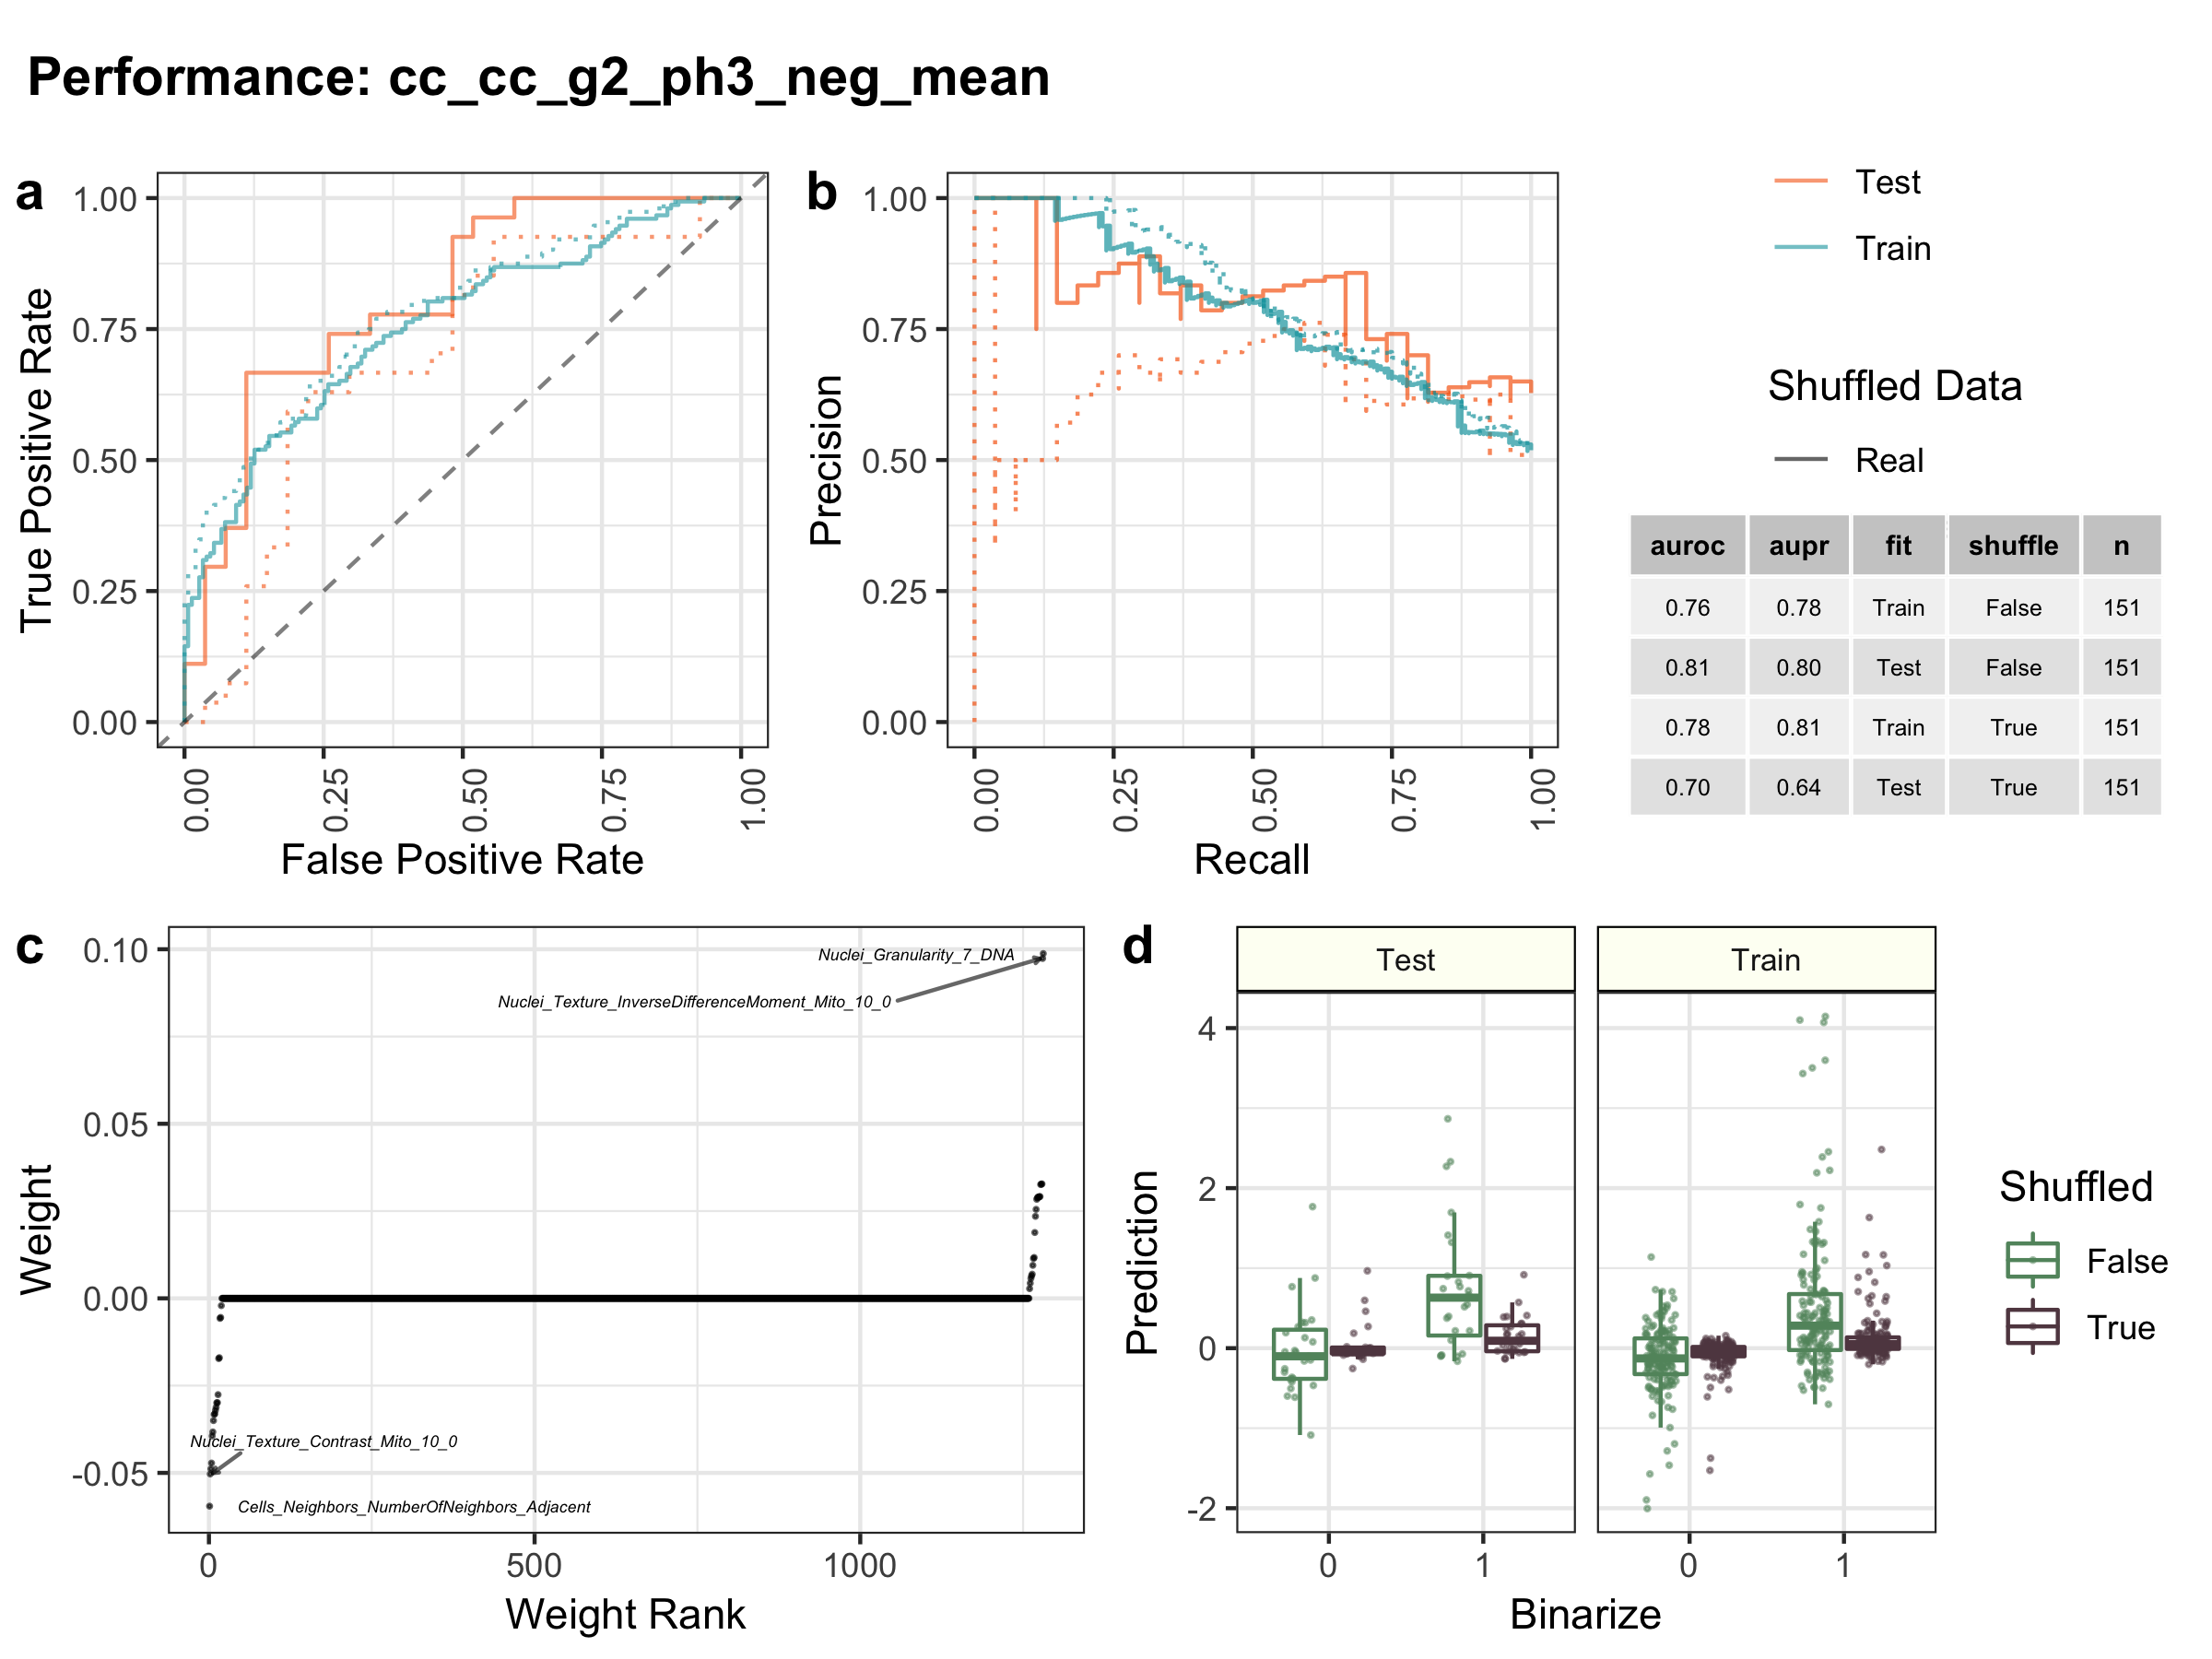 Performance: cc_cc_g2_ph3_neg_mean
a
1.00
0.75
0.50
0.25
0.00
True Positive Rate
0.00
0.25
0.50
0.75
1.00
False Positive Rate
b
1.00
0.75
0.50
0.25
0.00
Precision
0.00
0.25
0.50
0.75
1.00
Recall
Test
Train
Shuffled Data
Real
auroc aupr fit shuffle n
0.76 0.78 Train False 151
0.81 0.80 Test False 151
0.78 0.81 Train True 151
0.70 0.64 Test True 151
c
0.10
0.05
0.00
-0.05
Weight
Nuclei_Granularity_7_DNA
Nuclei_Texture_InverseDifferenceMoment_Mito_10_0
Nuclei_Texture_Contrast_Mito_10_0
Cells_Neighbors_NumberOfNeighbors_Adjacent
0
500
1000
Weight Rank
d
Test
Train
4
2
0
-2
Prediction
0
1
0
1
Binarize
Shuffled
False
True